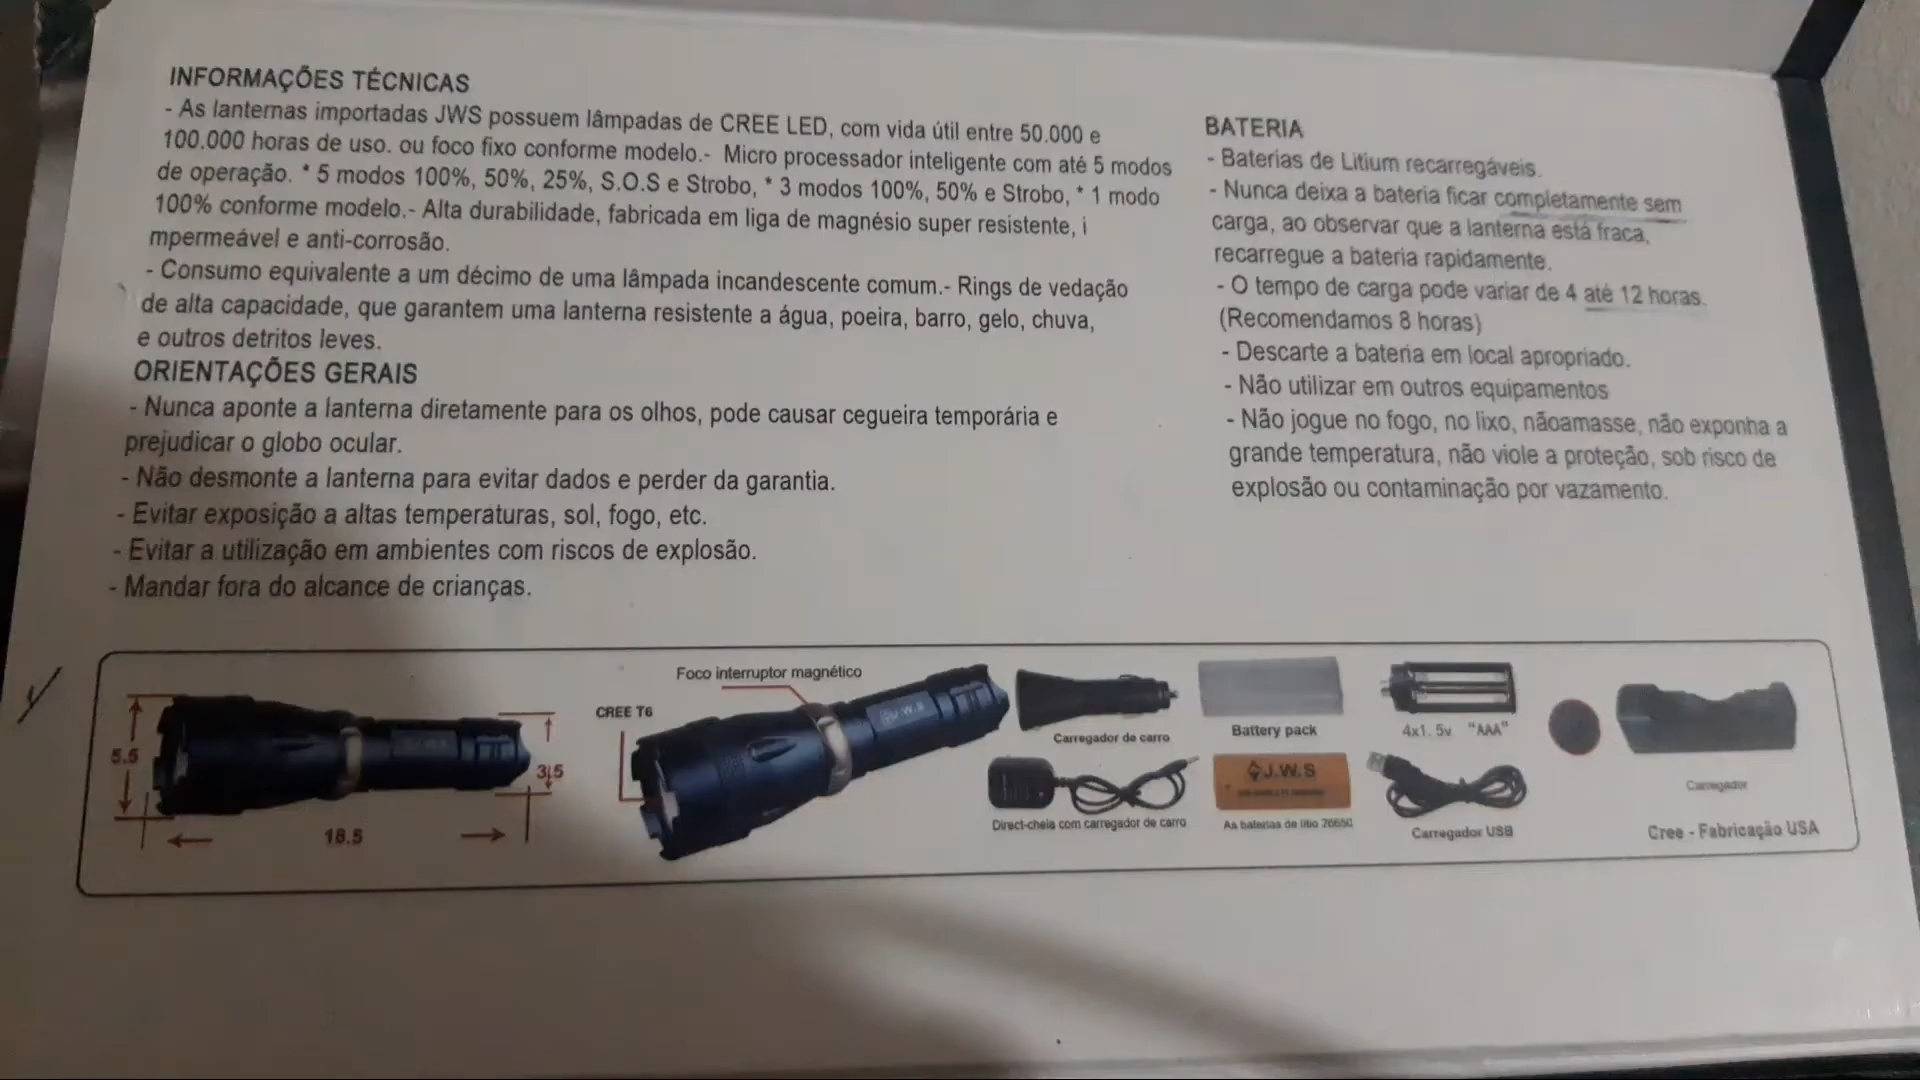 INFORMAÇÕES TÉCNICAS
- As lanternas importadas JWS possuem lâmpadas de CREE LED, com vida útil entre 50.000 e
100.000 horas de uso. ou foco fixo conforme modelo.- Micro processador inteligente com até 5 modos
de operação. * 5 modos 100%, 50%, 25%, S.O.S e Strobo, * 3 modos 100%, 50% e Strobo, * 1 modo
100% conforme modelo.- Alta durabilidade, fabricada em liga de magnésio super resistente, i
mpermeável e anti-corrosão.
- Consumo equivalente a um décimo de uma lâmpada incandescente comum.- Rings de vedação
de alta capacidade, que garantem uma lanterna resistente a água, poeira, barro, gelo, chuva,
e outros detritos leves.
ORIENTAÇÕES GERAIS
- Nunca aponte a lanterna diretamente para os olhos, pode causar cegueira temporária e
prejudicar o globo ocular.
- Não desmonte a lanterna para evitar dados e perder da garantia.
- Evitar exposição a altas temperaturas, sol, fogo, etc.
- Evitar a utilização em ambientes com riscos de explosão.
- Mandar fora do alcance de crianças.
BATERIA
- Baterias de Litium recarregáveis.
- Nunca deixa a bateria ficar completamente sem
carga, ao observar que a lanterna está fraca,
recarregue a bateria rapidamente.
- O tempo de carga pode variar de 4 até 12 horas.
(Recomendamos 8 horas)
- Descarte a bateria em local apropriado.
- Não utilizar em outros equipamentos
- Não jogue no fogo, no lixo, nãoamasse, não exponha a
grande temperatura, não viole a proteção, sob risco de
explosão ou contaminação por vazamento.
5.5
3.5
18.5
Foco interruptor magnético
CREE T6
J.W.S
Carregador de carro
Battery pack
4x1.5v "AAA"
J.W.S
Direct-cheia com carregador de carro
As baterias de lítio 26650
Carregador USB
Carregador
Cree - Fabricação USA